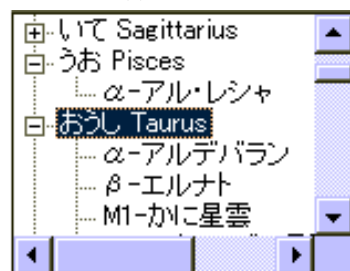 いて Sagittarius
うお Pisces
α-アル・レシャ
おうし Taurus
α-アルデバラン
β-エルナト
M1-かに星雲